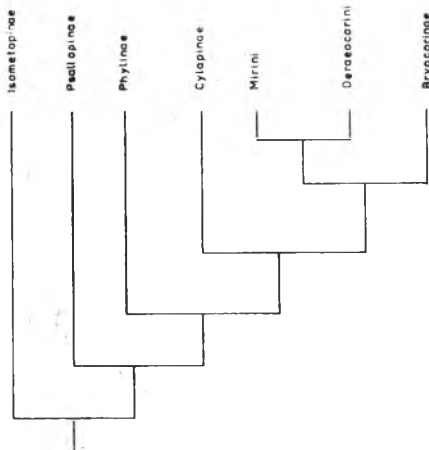 Isometopinae
Psallopinae
Phylinae
Cylapinae
Mirini
Deraeocorini
Bryocorinae